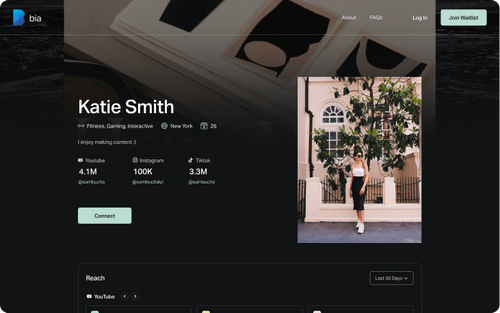 bia
About
FAQs
Log In
Join Waitlist
Katie Smith
Fitness, Gaming, Interactive
New York
26
I enjoy making content :)
Youtube
Instagram
Tiktok
4.1M
100K
3.3M
@sambucha
@sambuchalul
@sambucha
Connect
Reach
Last 30 Days
YouTube